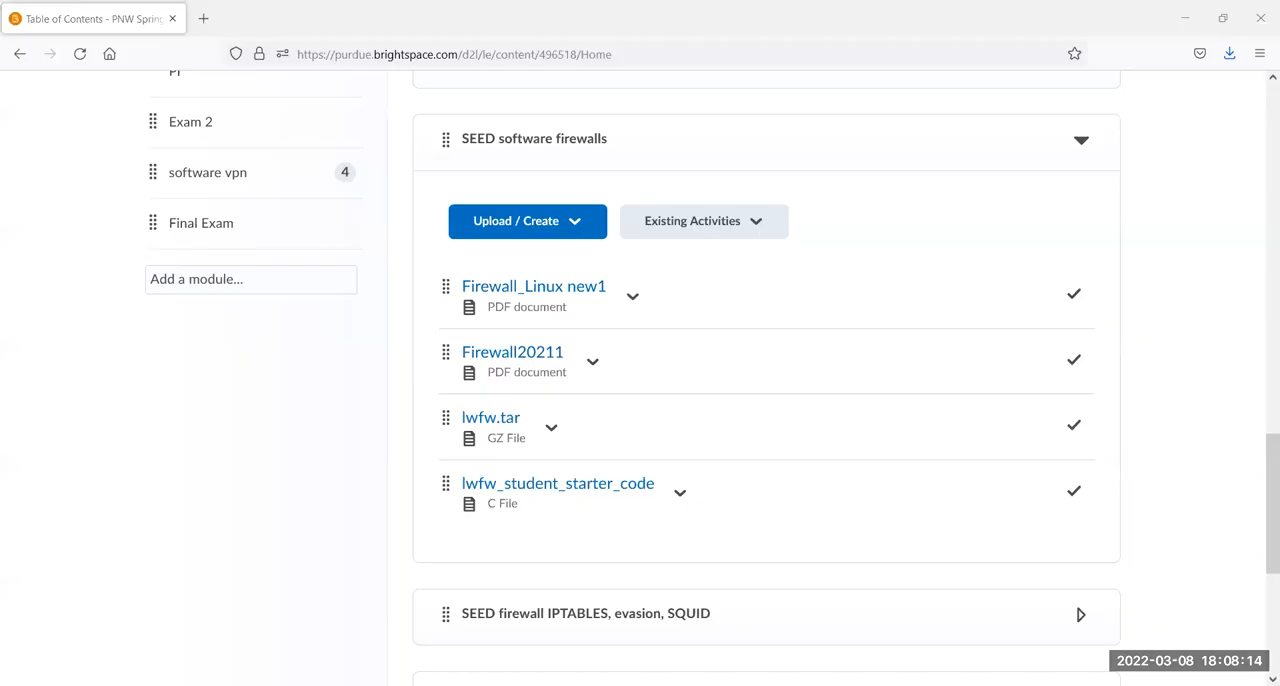 Table of Contents - PNW Spring
https://purdue.brightspace.com/d2l/le/content/496518/Home
PI
Exam 2
software vpn
4
Final Exam
Add a module...
SEED software firewalls
Upload / Create
Existing Activities
Firewall_Linux new1
PDF document
Firewall20211
PDF document
lwfw.tar
GZ File
lwfw_student_starter_code
C File
SEED firewall IPTABLES, evasion, SQUID
2022-03-08 18:08:14